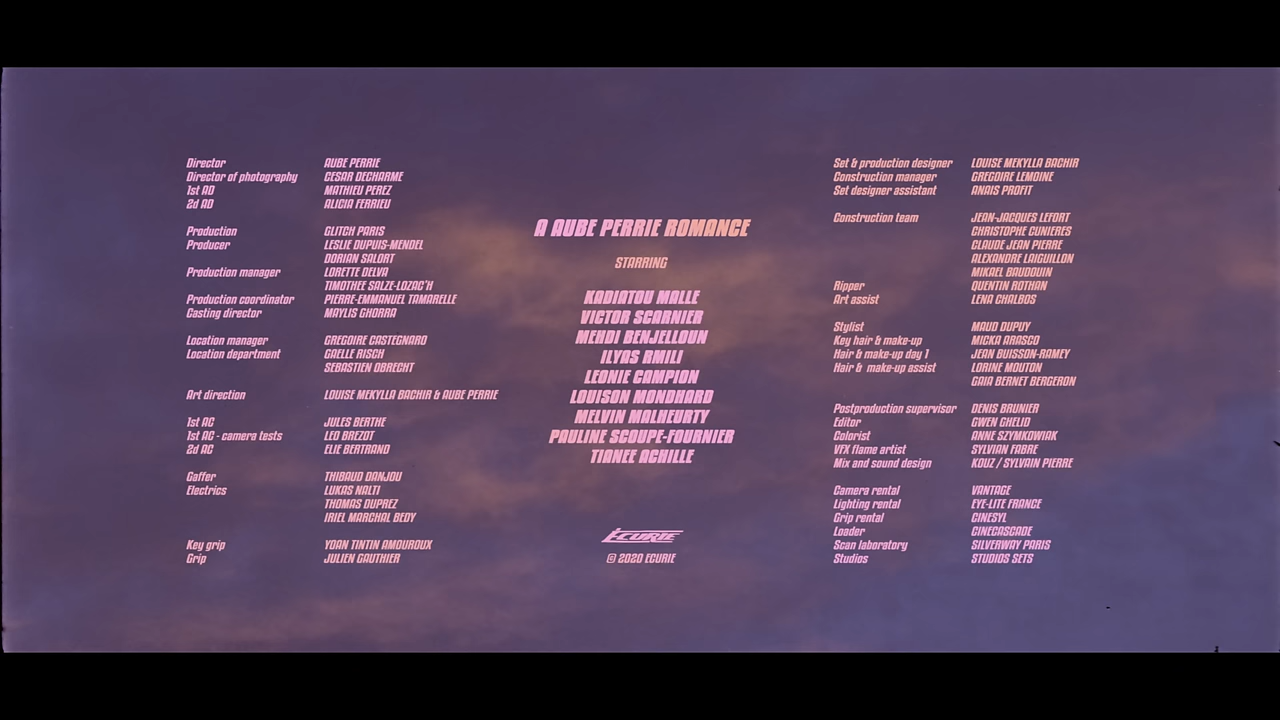 Director AUBE PERRIE
Director of photography CESAR DECHARME
1st AD MATHIEU PEREZ
2d AD ALICIA FERRIEU
Production GLITCH PARIS
Producer LESLIE DUPUIS-MENDEL
DORIAN SALORT
Production manager LORETTE DELVA
TIMOTHEE SALZE-LOZAC'H
Production coordinator PIERRE-EMMANUEL TAMARELLE
Casting director MAYLIS GHORRA
Location manager GREGOIRE CASTEGNARO
Location department GAELLE RISCH
SEBASTIEN OBRECHT
Art direction LOUISE MEKYLLA BACHIR & AUBE PERRIE
1st AC JULES BERTHE
1st AC - camera tests LEO BREZOT
2d AC ELIE BERTRAND
Gaffer THIBAUD DANJOU
Electrics LUKAS NALTI
THOMAS DUPREZ
IRIEL MARCHAL BEDY
Key grip YOAN TINTIN AMOUROUX
Grip JULIEN GAUTHIER
A AUBE PERRIE ROMANCE
STARRING
KADIATOU MALLE
VICTOR SCARNIER
MEHDI BENJELLOUN
ILYAS RMILI
LEONIE CAMPION
LOUISON MONDHARD
MELVIN MALHEURTY
PAULINE SCOUPE-FOURNIER
TIANEE ACHILLE
ÉCURIE
© 2020 ECURIE
Set & production designer LOUISE MEKYLLA BACHIR
Construction manager GREGOIRE LEMOINE
Set designer assistant ANAIS PROFIT
Construction team JEAN-JACQUES LEFORT
CHRISTOPHE CUNIERES
CLAUDE JEAN PIERRE
ALEXANDRE LAIGUILLON
MIKAEL BAUDOUIN
Ripper QUENTIN ROTHAN
Art assist LENA CHALBOS
Stylist MAUD DUPUY
Key hair & make-up MICKA ARASCO
Hair & make-up day 1 JEAN BUISSON-RAMEY
Hair & make-up assist LORINE MOUTON
GAIA BERNET BERGERON
Postproduction supervisor DENIS BRUNIER
Editor GWEN GHELID
Colorist ANNE SZYMKOWIAK
VFX flame artist SYLVIAN FABRE
Mix and sound design KOUZ / SYLVAIN PIERRE
Camera rental VANTAGE
Lighting rental EYE-LITE FRANCE
Grip rental CINESYL
Loader CINECASCADE
Scan laboratory SILVERWAY PARIS
Studios STUDIOS SETS